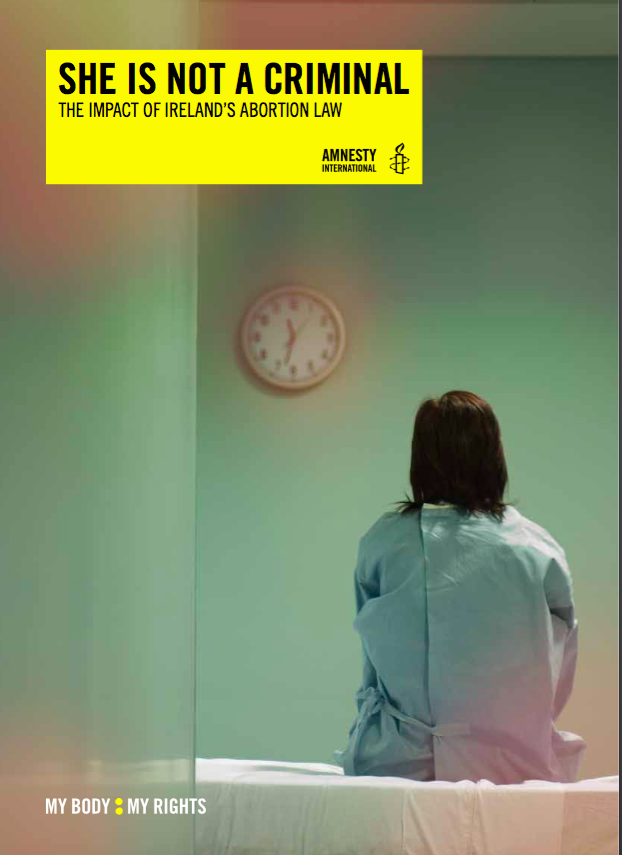 SHE IS NOT A CRIMINAL
THE IMPACT OF IRELAND'S ABORTION LAW
AMNESTY
INTERNATIONAL
MY BODY : MY RIGHTS